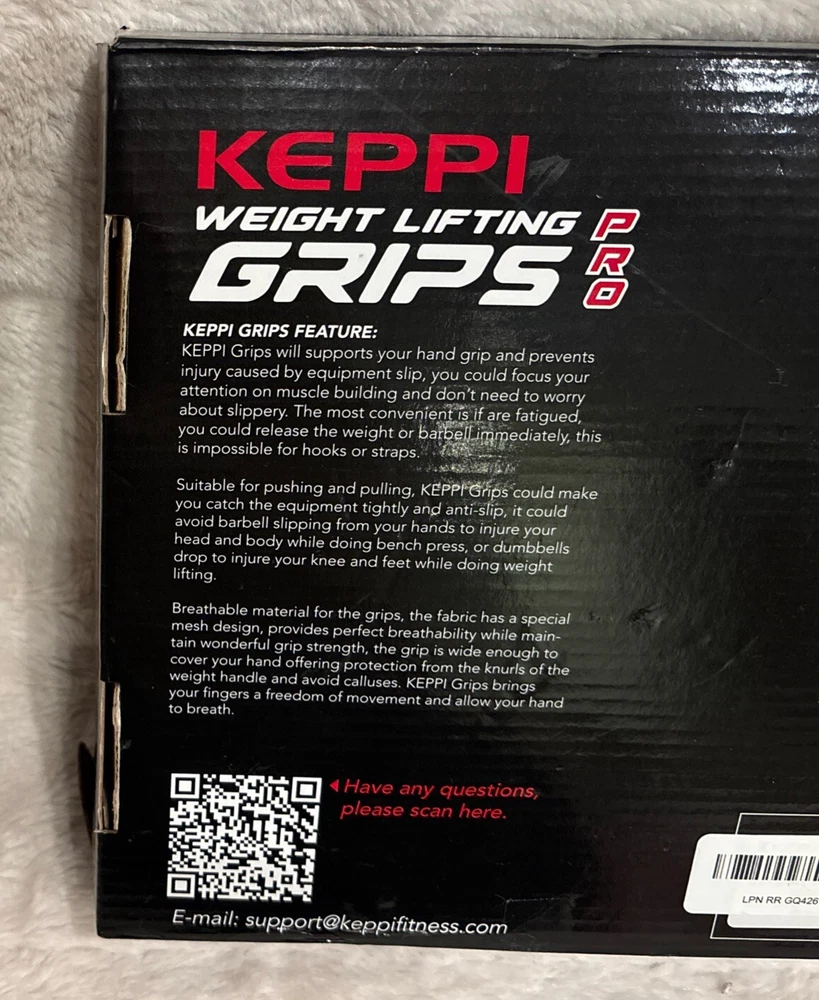 KEPPI
WEIGHT LIFTING
GRIPS
PRO
KEPPI GRIPS FEATURE:
KEPPI Grips will supports your hand grip and prevents
injury caused by equipment slip, you could focus your
attention on muscle building and don't need to worry
about slippery. The most convenient is if are fatigued,
you could release the weight or barbell immediately, this
is impossible for hooks or straps.
Suitable for pushing and pulling, KEPPI Grips could make
you catch the equipment tightly and anti-slip, it could
avoid barbell slipping from your hands to injure your
head and body while doing bench press, or dumbbells
drop to injure your knee and feet while doing weight
lifting.
Breathable material for the grips, the fabric has a special
mesh design, provides perfect breathability while main-
tain wonderful grip strength, the grip is wide enough to
cover your hand offering protection from the knurls of the
weight handle and avoid calluses. KEPPI Grips brings
your fingers a freedom of movement and allow your hand
to breath.
Have any questions,
please scan here.
E-mail: support@keppifitness.com
LPN RR GQ426